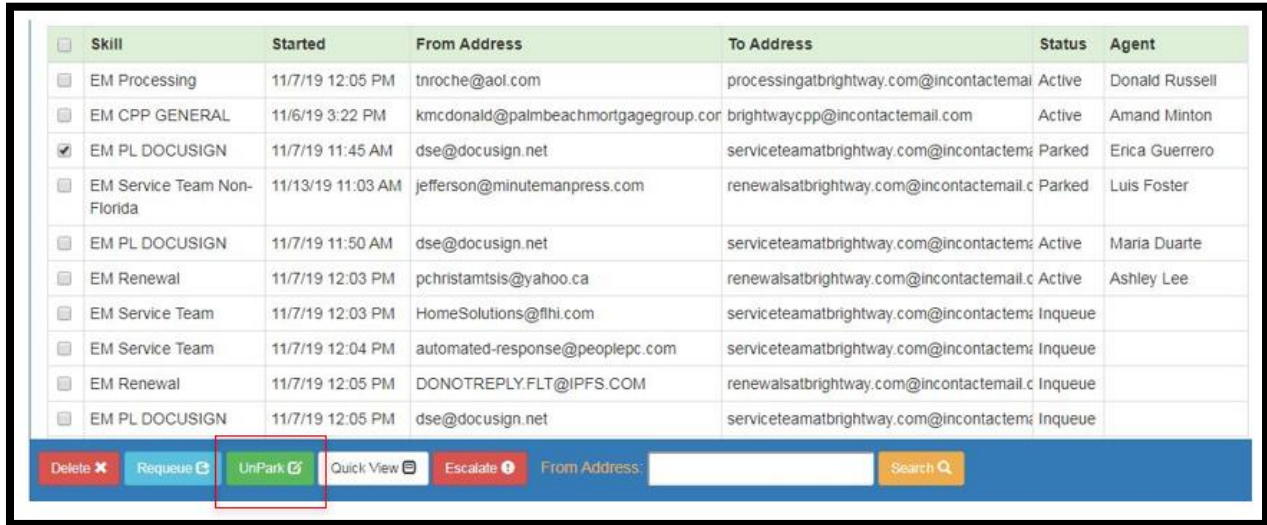 Skill Started From Address To Address Status Agent
EM Processing 11/7/19 12:05 PM tnroche@aol.com processingatbrightway.com@incontactemai Active Donald Russell
EM CPP GENERAL 11/6/19 3:22 PM kmcdonald@palmbeachmortgagegroup.com brightwaycpp@incontactemail.com Active Amand Minton
EM PL DOCUSIGN 11/7/19 11:45 AM dse@docusign.net serviceteamatbrightway.com@incontactema Parked Erica Guerrero
EM Service Team Non- 11/13/19 11:03 AM jefferson@minutemanpress.com renewalsatbrightway.com@incontactemail.c Parked Luis Foster
Florida
EM PL DOCUSIGN 11/7/19 11:50 AM dse@docusign.net serviceteamatbrightway.com@incontactema Active Maria Duarte
EM Renewal 11/7/19 12:03 PM pchristamtsis@yahoo.ca renewalsatbrightway.com@incontactemail.c Active Ashley Lee
EM Service Team 11/7/19 12:03 PM HomeSolutions@flhi.com serviceteamatbrightway.com@incontactema Inqueue
EM Service Team 11/7/19 12:04 PM automated-response@peoplepc.com serviceteamatbrightway.com@incontactema Inqueue
EM Renewal 11/7/19 12:05 PM DONOTREPLY.FLT@IPFS.COM renewalsatbrightway.com@incontactemail.c Inqueue
EM PL DOCUSIGN 11/7/19 12:05 PM dse@docusign.net serviceteamatbrightway.com@incontactema Inqueue
Delete Requeue UnPark Quick View Escalate From Address: Search